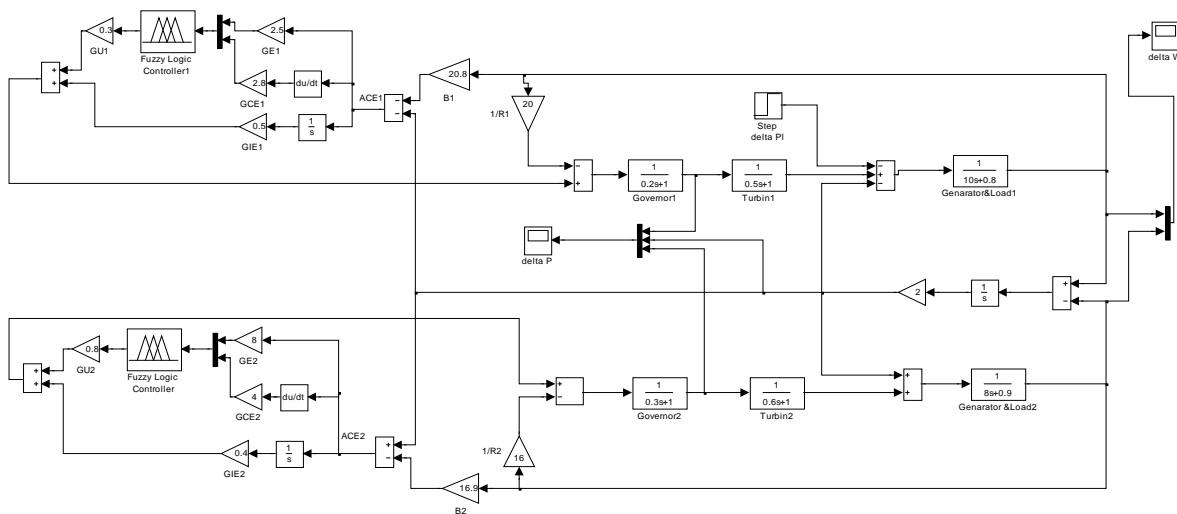 0.3
GU1
Fuzzy Logic
Controller1
2.5
GE1
2.8
GCE1
du/dt
0.5
GIE1
1
s
ACE1
20.8
B1
20
1/R1
Step
delta Pl
1
0.2s+1
Governor1
1
0.5s+1
Turbin1
1
10s+0.8
Genarator&Load1
delta W
delta P
2
1
s
0.8
GU2
Fuzzy Logic
Controller
8
GE2
4
GCE2
du/dt
0.4
GIE2
1
s
ACE2
16
1/R2
16.9
B2
1
0.3s+1
Governor2
1
0.6s+1
Turbin2
1
8s+0.9
Genarator &Load2